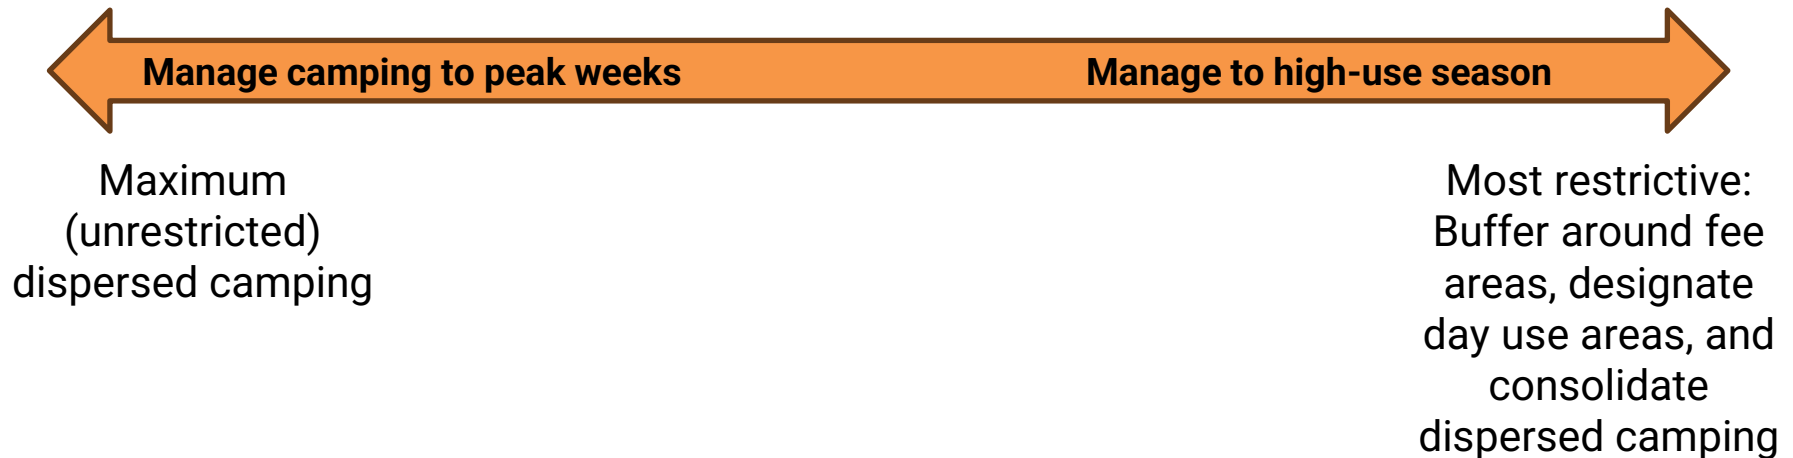 Manage camping to peak weeks
Manage to high-use season
Maximum
(unrestricted)
dispersed camping
Most restrictive:
Buffer around fee
areas, designate
day use areas, and
consolidate
dispersed camping